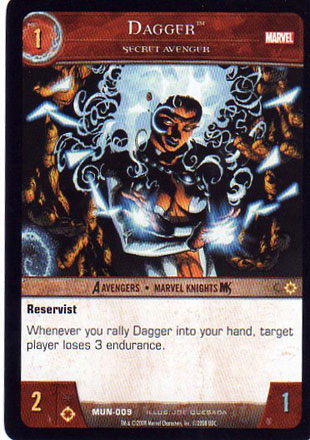 1
DAGGER™
SECRET AVENGER
MARVEL
AVENGERS • MARVEL KNIGHTS MK
C
Reservist
Whenever you rally Dagger into your hand, target
player loses 3 endurance.
2
MUN-009
ILLUS: JOE QUESADA
1